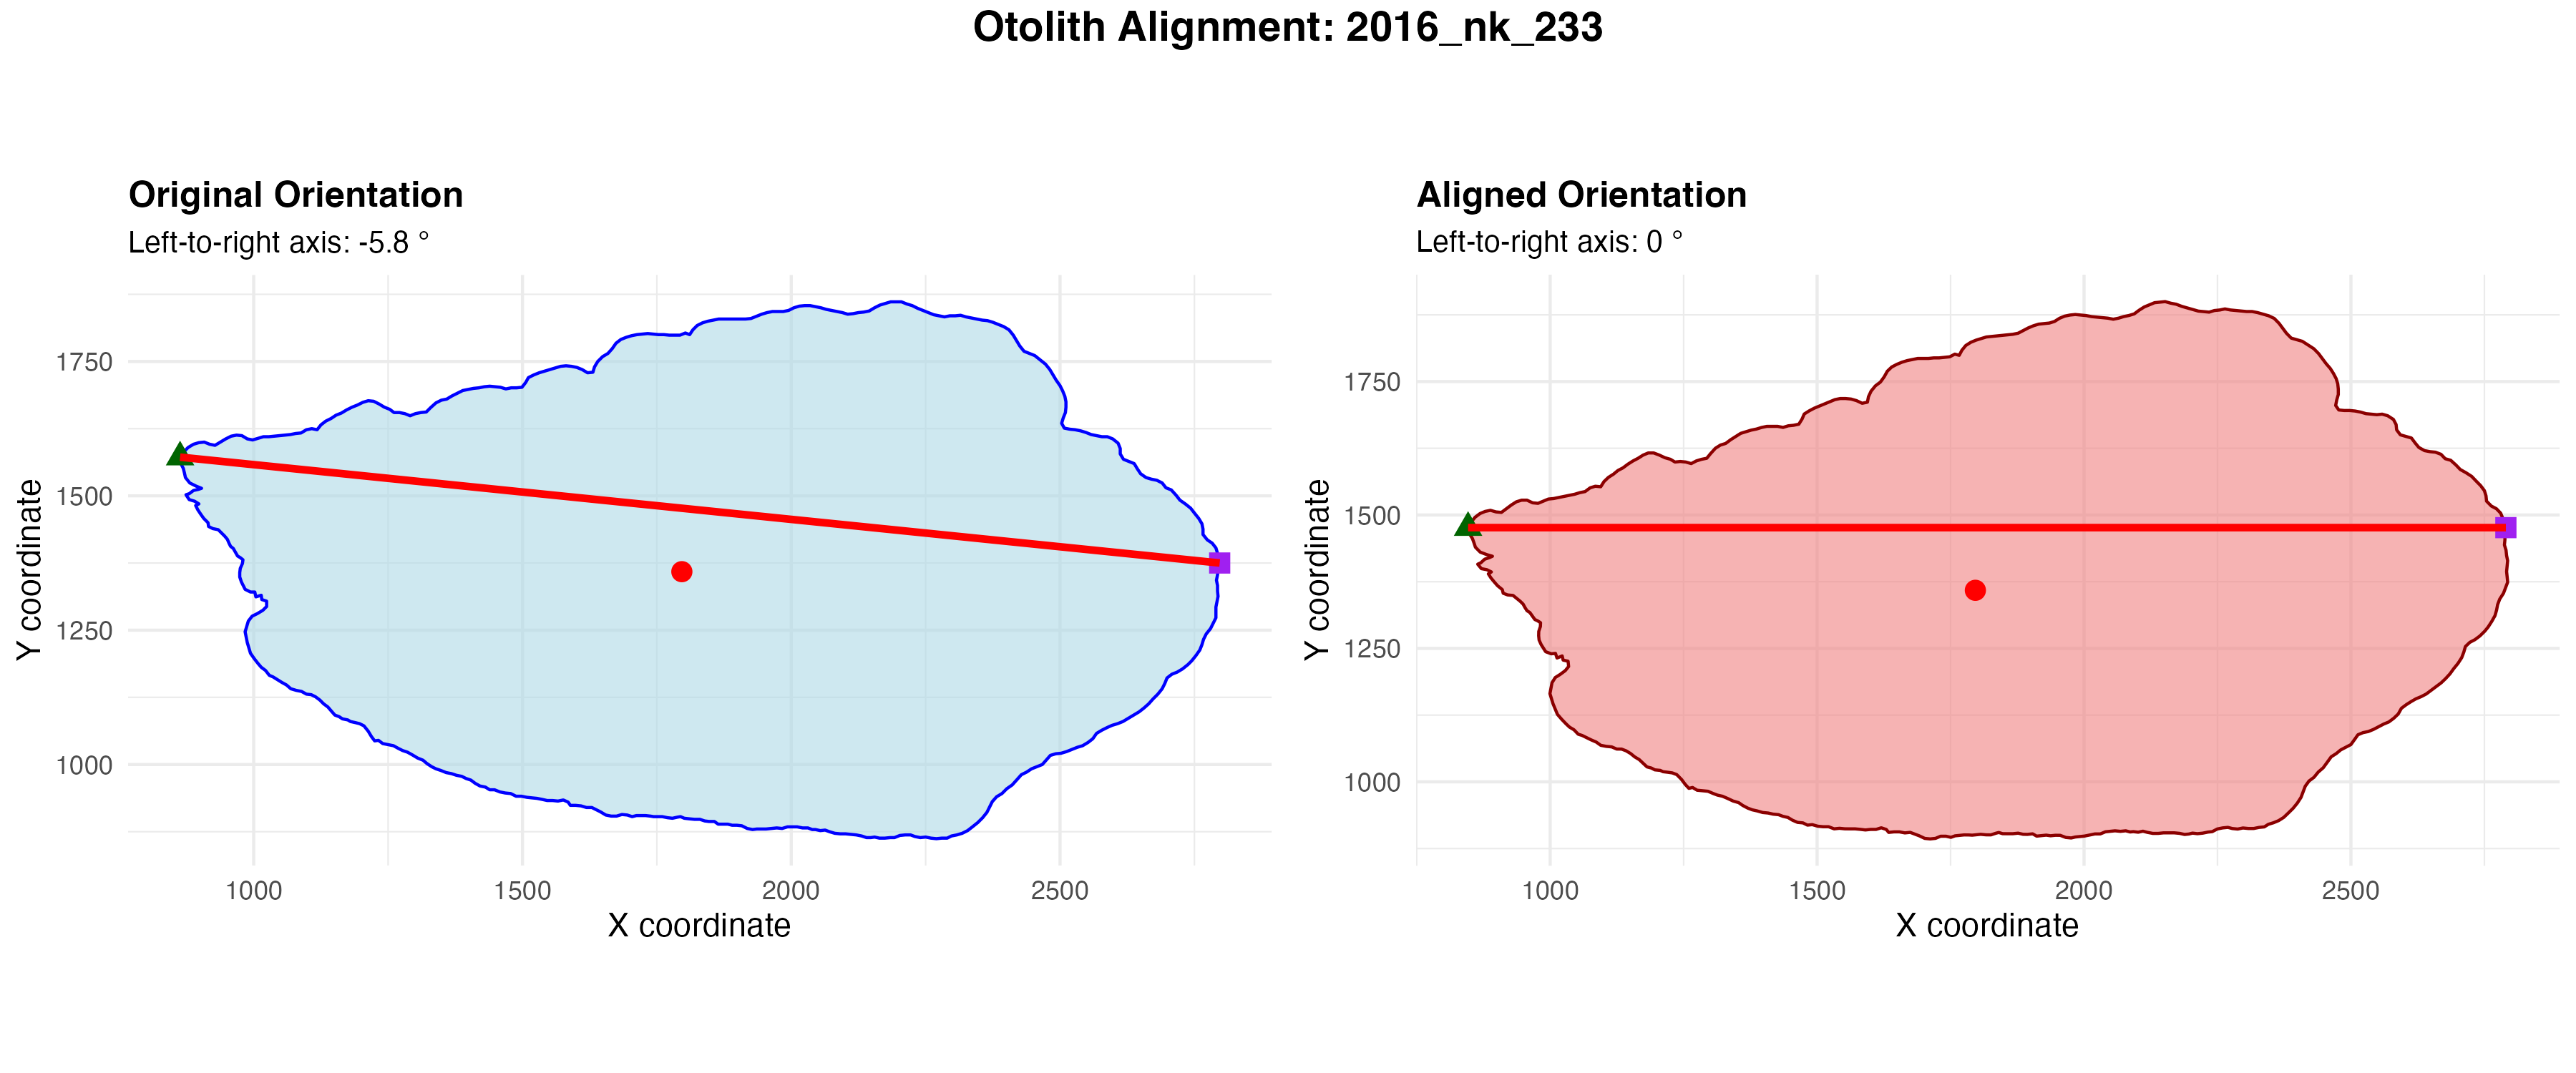 Otolith Alignment: 2016_nk_233
Original Orientation
Left-to-right axis: -5.8 °
Y coordinate
1750
1500
1250
1000
1000 1500 2000 2500
X coordinate
Aligned Orientation
Left-to-right axis: 0 °
Y coordinate
1750
1500
1250
1000
1000 1500 2000 2500
X coordinate